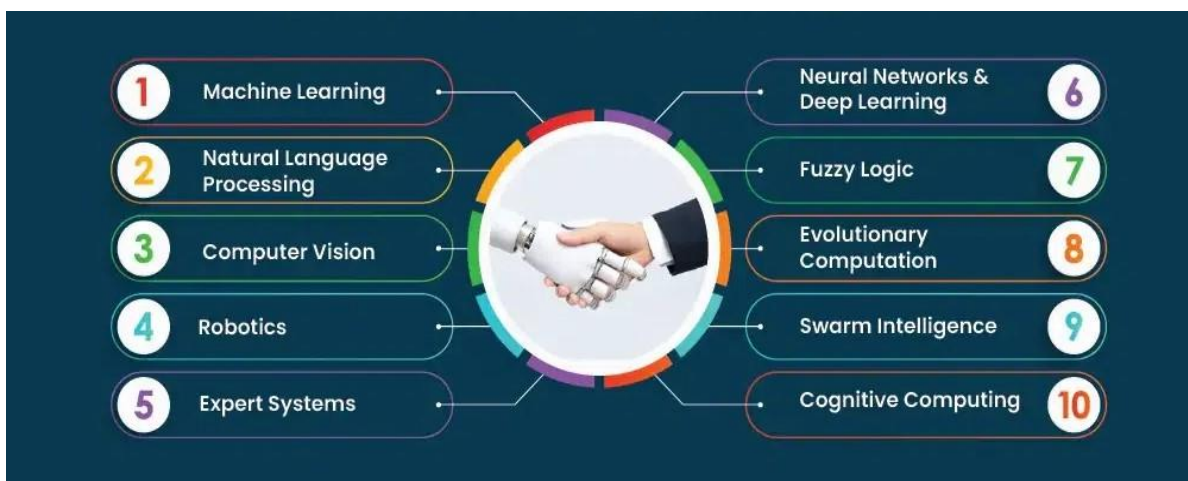 1
Machine Learning
2
Natural Language
Processing
3
Computer Vision
4
Robotics
5
Expert Systems
Neural Networks &
Deep Learning
6
Fuzzy Logic
7
Evolutionary
Computation
8
Swarm Intelligence
9
Cognitive Computing
10